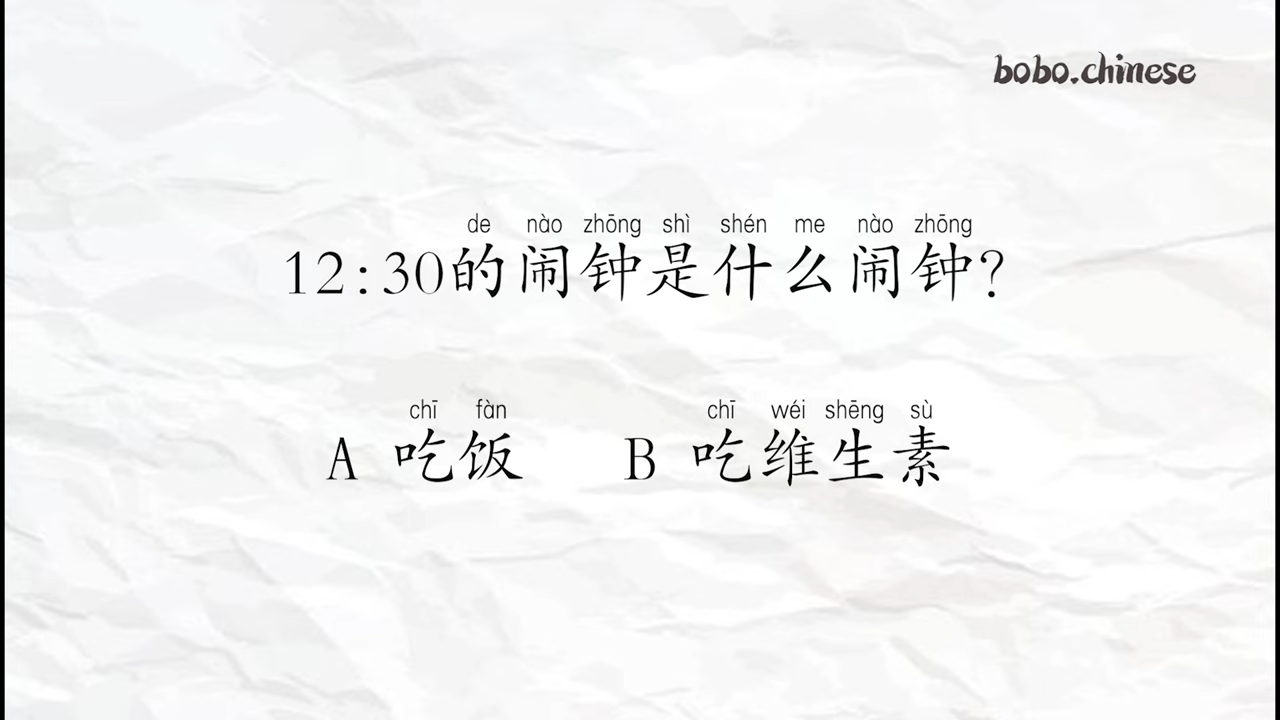 bobo.chinese
de nào zhōng shì shén me nào zhōng
12:30的闹钟是什么闹钟?
chī fàn chī wéi shēng sù
A 吃饭 B 吃维生素